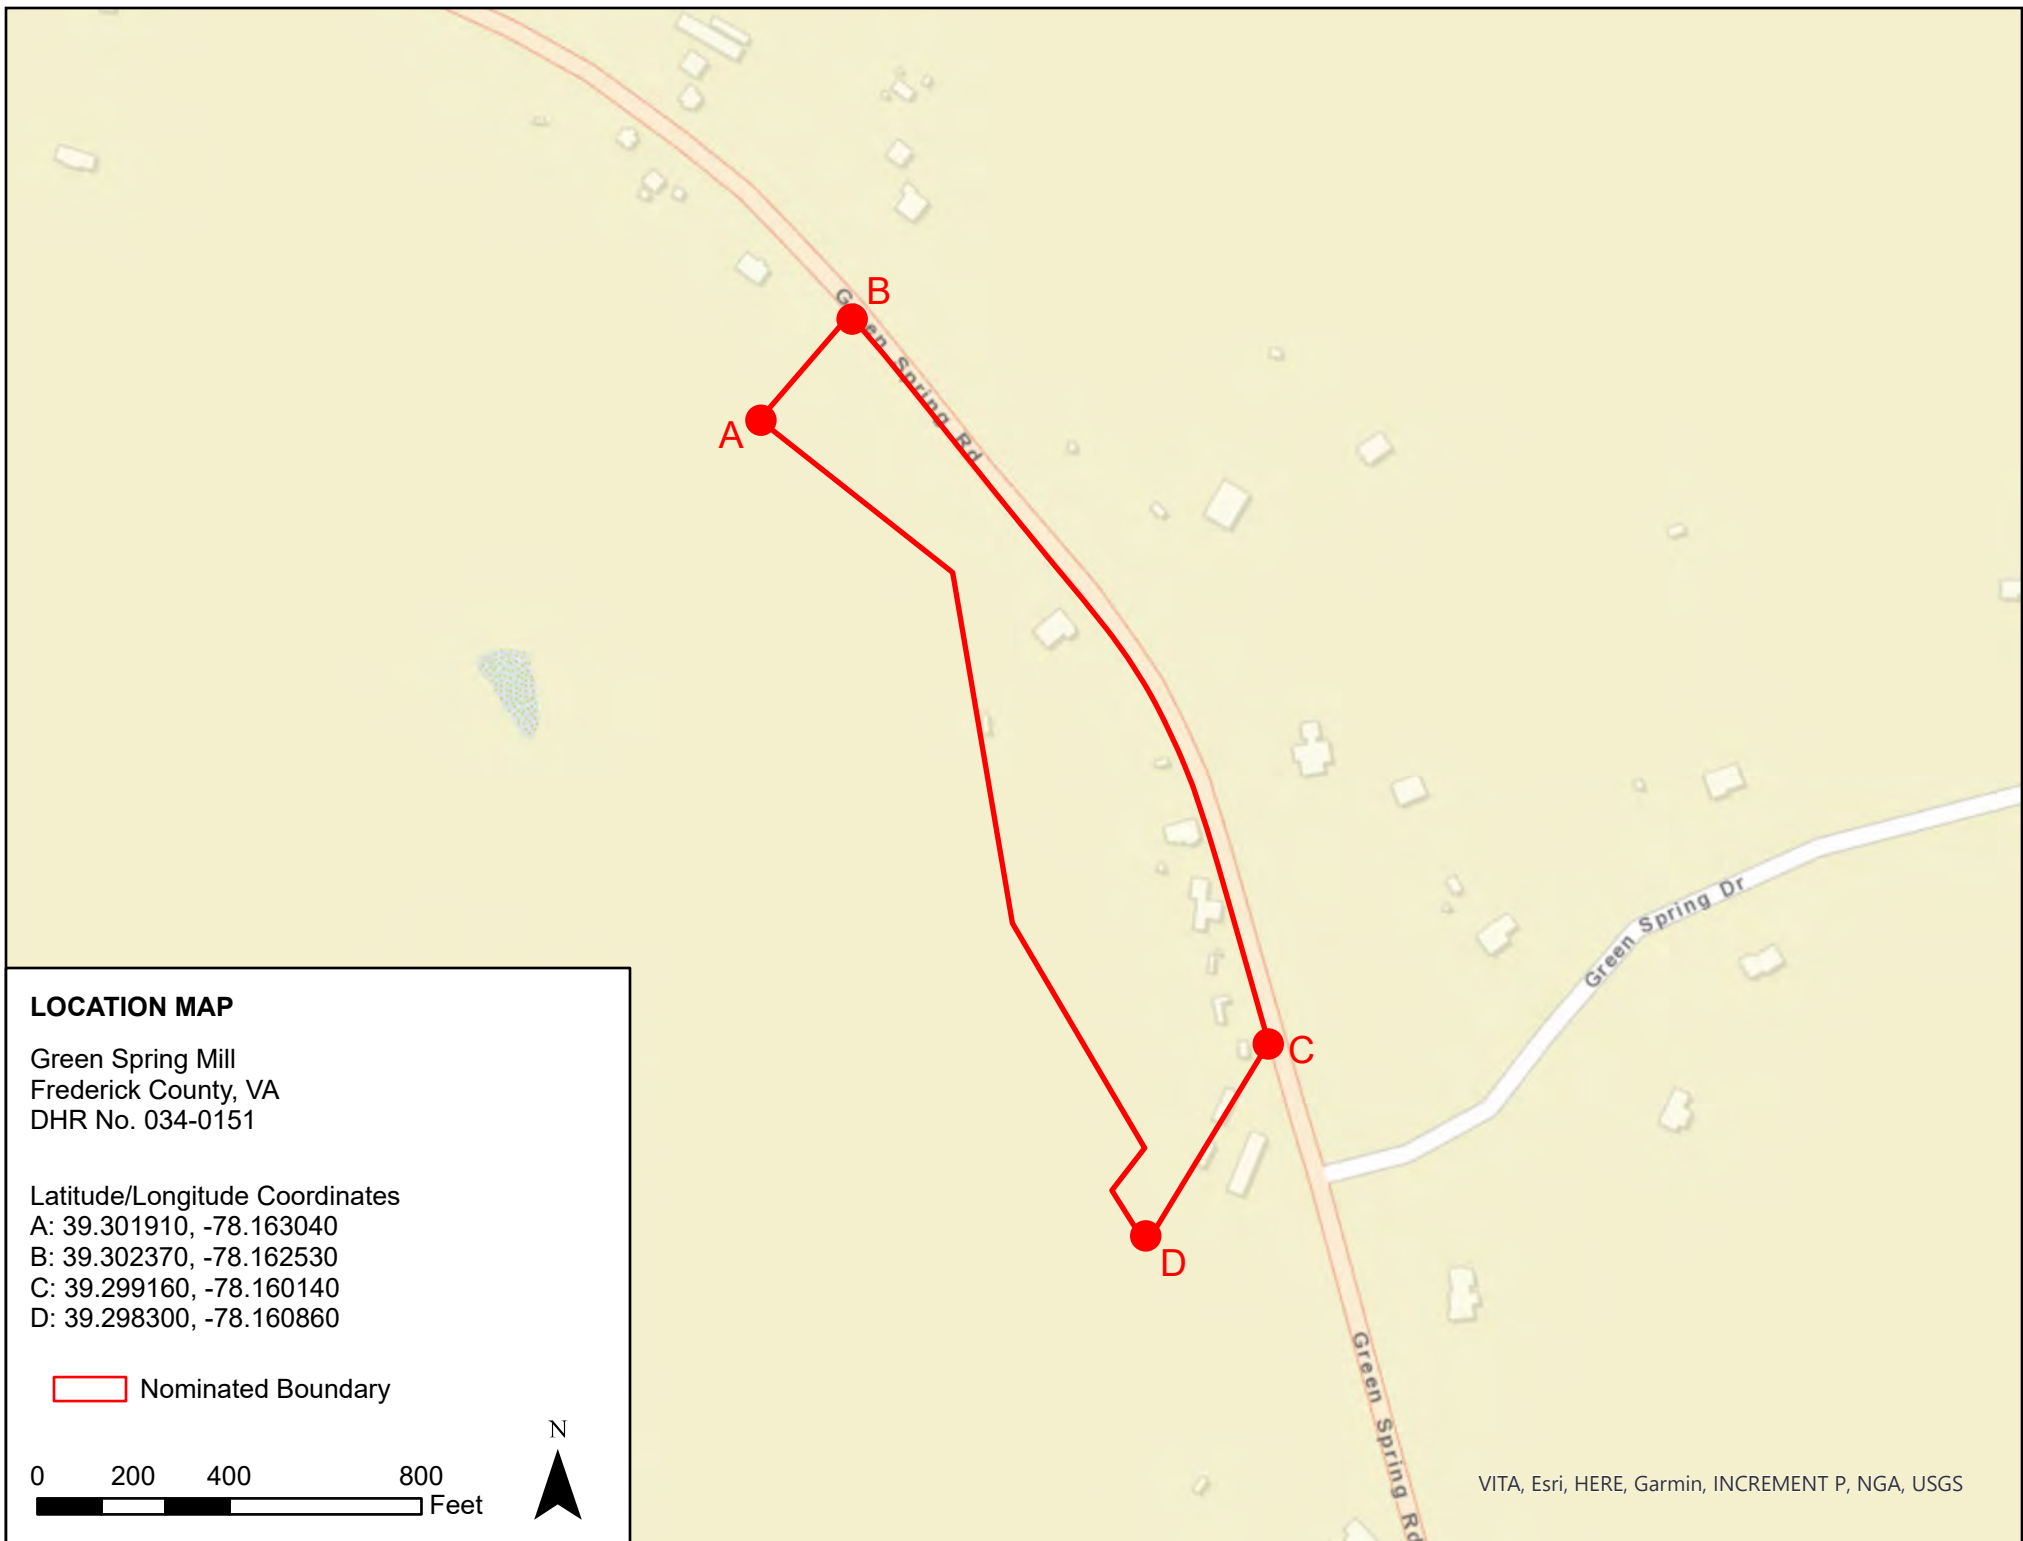 B
Green Spring Rd
A
Green Spring Dr
C
D
LOCATION MAP
Green Spring Mill
Frederick County, VA
DHR No. 034-0151
Latitude/Longitude Coordinates
A: 39.301910, -78.163040
B: 39.302370, -78.162530
C: 39.299160, -78.160140
D: 39.298300, -78.160860
Nominated Boundary
N
0 200 400 800
Feet
Green Spring Rd
VITA, Esri, HERE, Garmin, INCREMENT P, NGA, USGS